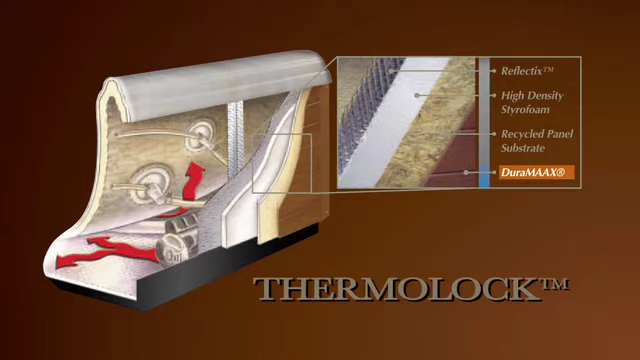 Reflectix™
High Density
Styrofoam
Recycled Panel
Substrate
DuraMAAX®
THERMOLOCK™